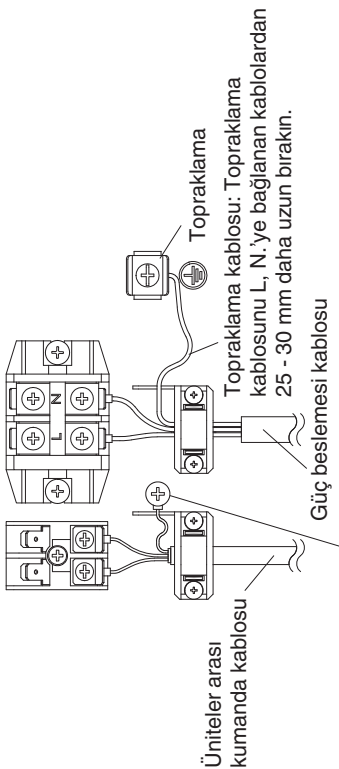 L N
Topraklama
Topraklama kablosu: Topraklama
kablosunu L, N.'ye bağlanan kablolardan
25 - 30 mm daha uzun bırakın.
Güç beslemesi kablosu
Üniteler arası
kumanda kablosu